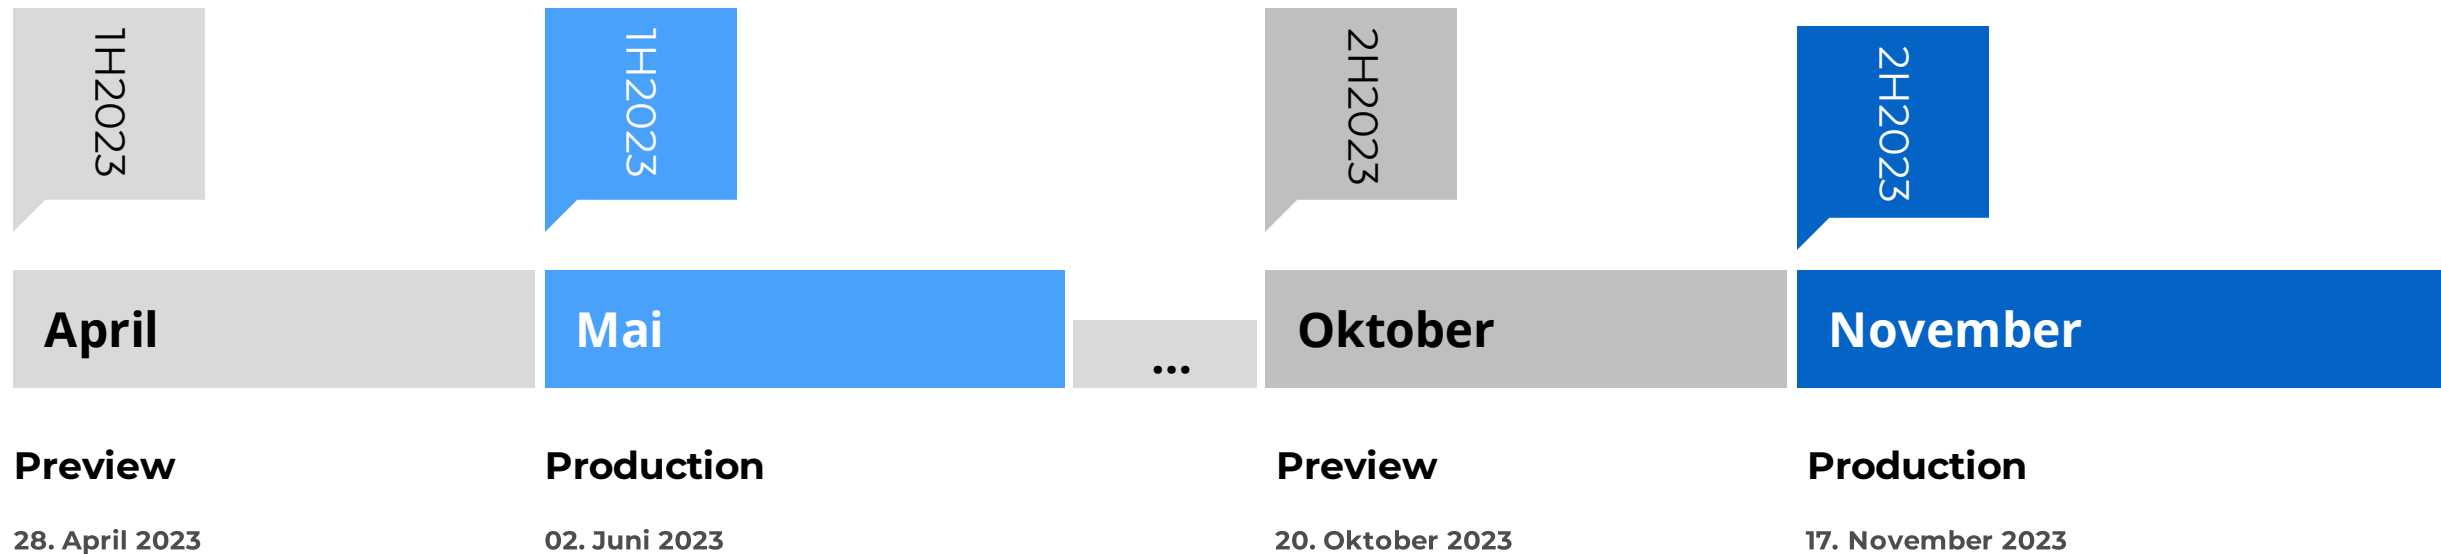 1H2023
1H2023
2H2023
2H2023
April
Mai
...
Oktober
November
Preview
Production
Preview
Production
28. April 2023
02. Juni 2023
20. Oktober 2023
17. November 2023